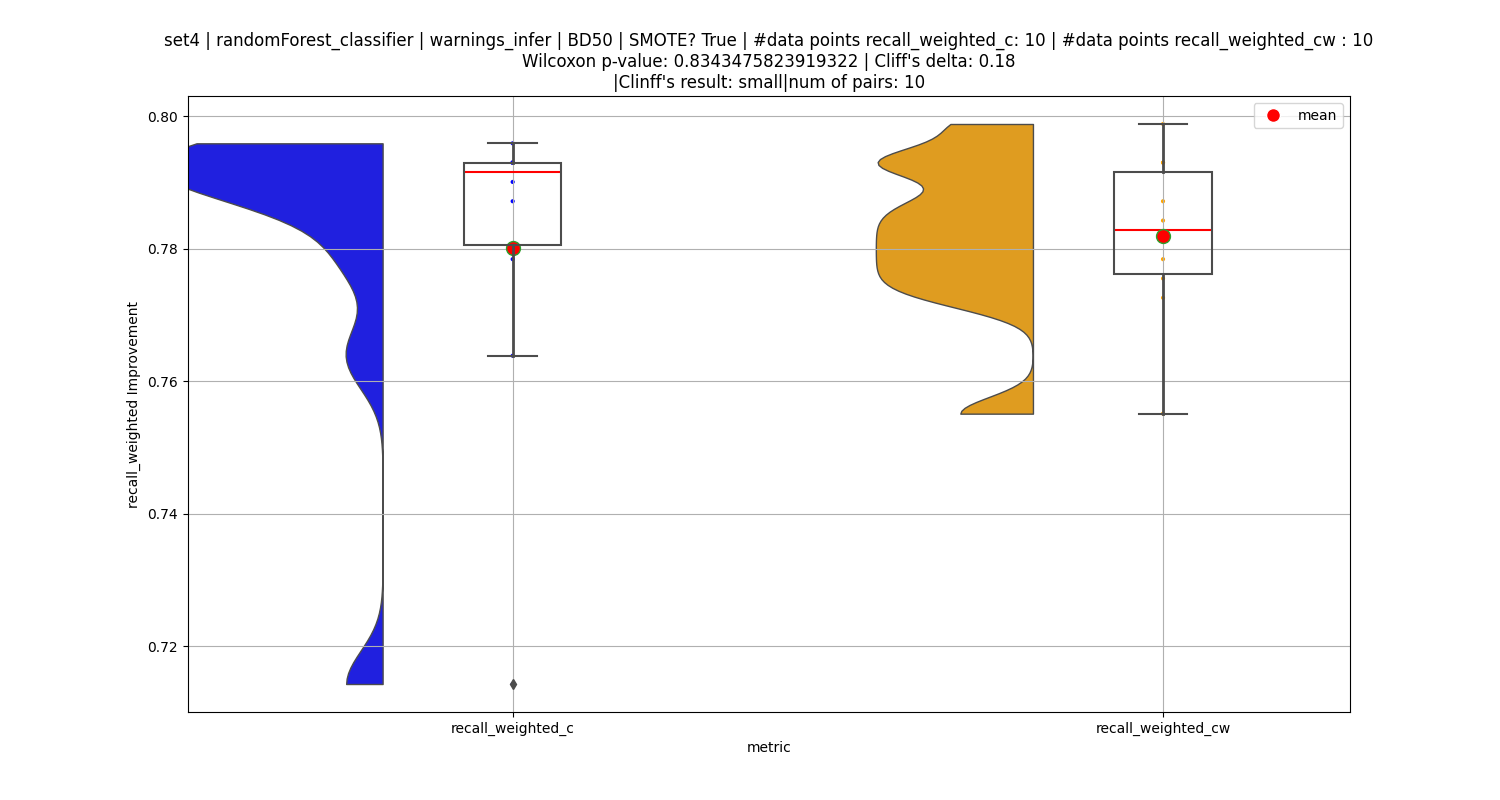 set4 | randomForest_classifier | warnings_infer | BD50 | SMOTE? True | #data points recall_weighted_c: 10 | #data points recall_weighted_cw : 10
Wilcoxon p-value: 0.8343475823919322 | Cliff's delta: 0.18
|Clinff's result: small|num of pairs: 10
mean
0.80
0.78
0.76
0.74
0.72
recall_weighted Improvement
recall_weighted_c
recall_weighted_cw
metric